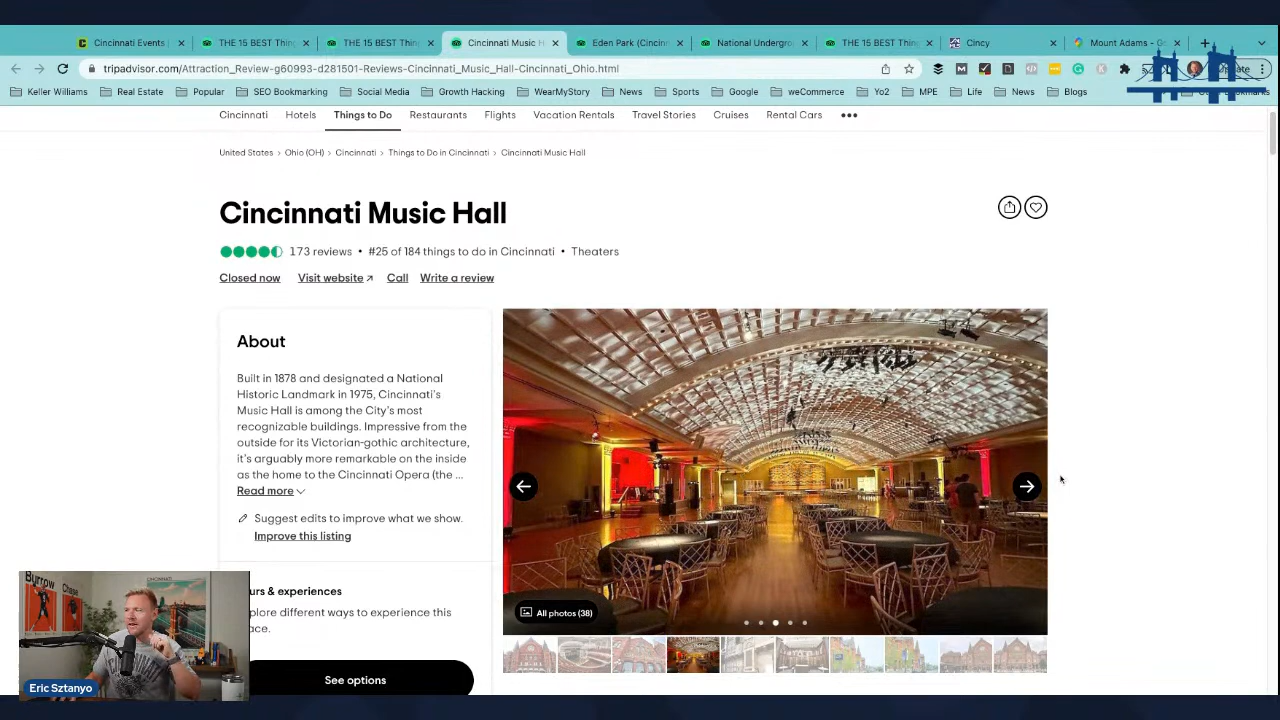 Cincinnati Events
THE 15 BEST Thin
THE 15 BEST Thin
Cincinnati Music H
Eden Park (Cincin
National Undergro
THE 15 BEST Thin
Cincy
Mount Adams - G
tripadvisor.com/Attraction_Review-g60993-d281501-Reviews-Cincinnati_Music_Hall-Cincinnati_Ohio.html
Keller Williams
Real Estate
Popular
SEO Bookmarking
Social Media
Growth Hacking
WearMyStory
News
Sports
Google
weCommerce
Yo2
MPE
Life
News
Blogs
Cincinnati
Hotels
Things to Do
Restaurants
Flights
Vacation Rentals
Travel Stories
Cruises
Rental Cars
United States > Ohio (OH) > Cincinnati > Things to Do in Cincinnati > Cincinnati Music Hall
Cincinnati Music Hall
173 reviews • #25 of 184 things to do in Cincinnati • Theaters
Closed now Visit website Call Write a review
About
Built in 1878 and designated a National
Historic Landmark in 1975, Cincinnati's
Music Hall is among the City's most
recognizable buildings. Impressive from the
outside for its Victorian-gothic architecture,
it's arguably more remarkable on the inside
as the home to the Cincinnati Opera (the ...
Read more
Suggest edits to improve what we show.
Improve this listing
All photos (38)
urs & experiences
plore different ways to experience this
ace.
See options
Burrow
Chase
CINCINNATI
Eric Sztanyo